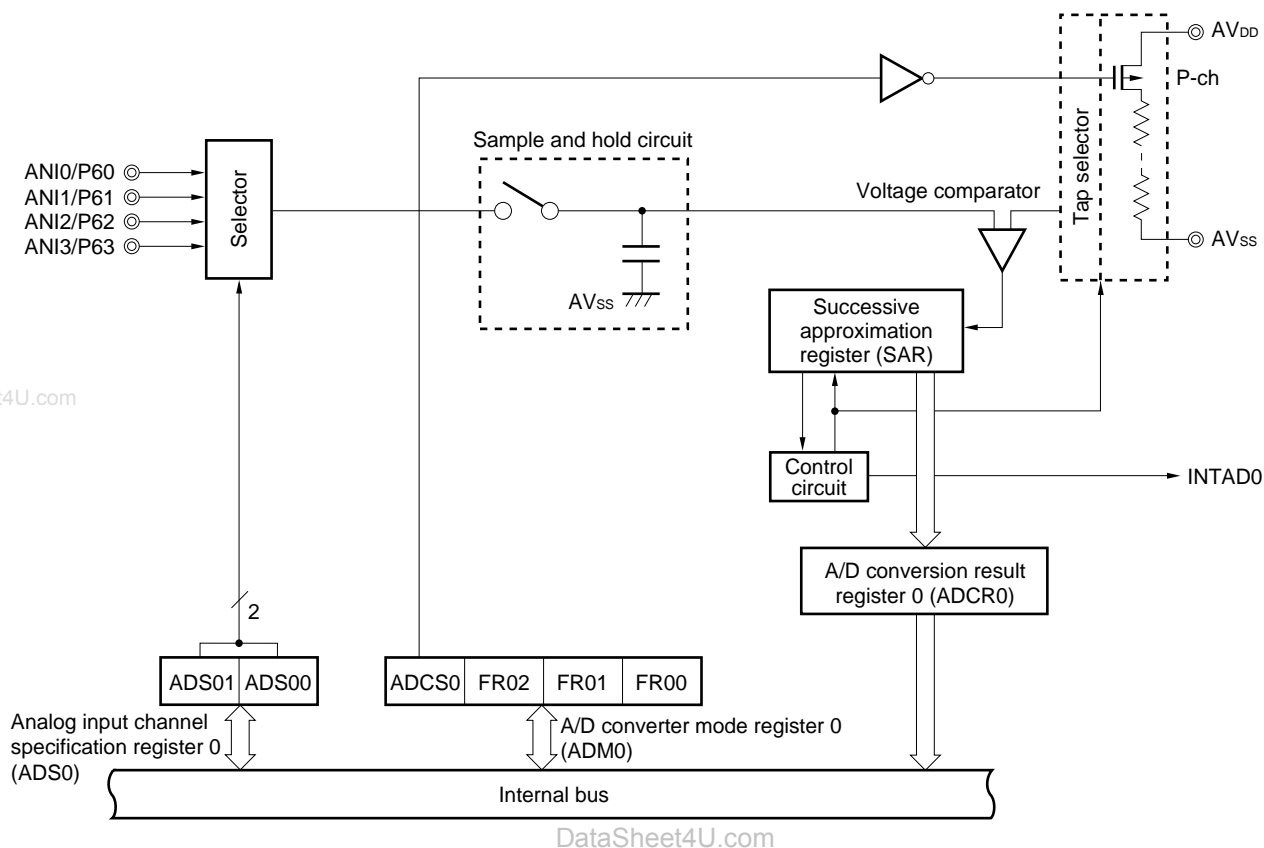 AVDD
P-ch
Tap selector
AVSS
Sample and hold circuit
ANI0/P60
ANI1/P61
ANI2/P62
ANI3/P63
Selector
Voltage comparator
AVSS
Successive
approximation
register (SAR)
t4U.com
Control
circuit
INTAD0
A/D conversion result
register 0 (ADCR0)
2
ADS01 ADS00
ADCS0 FR02 FR01 FR00
Analog input channel
specification register 0
(ADS0)
A/D converter mode register 0
(ADM0)
Internal bus
DataSheet4U.com